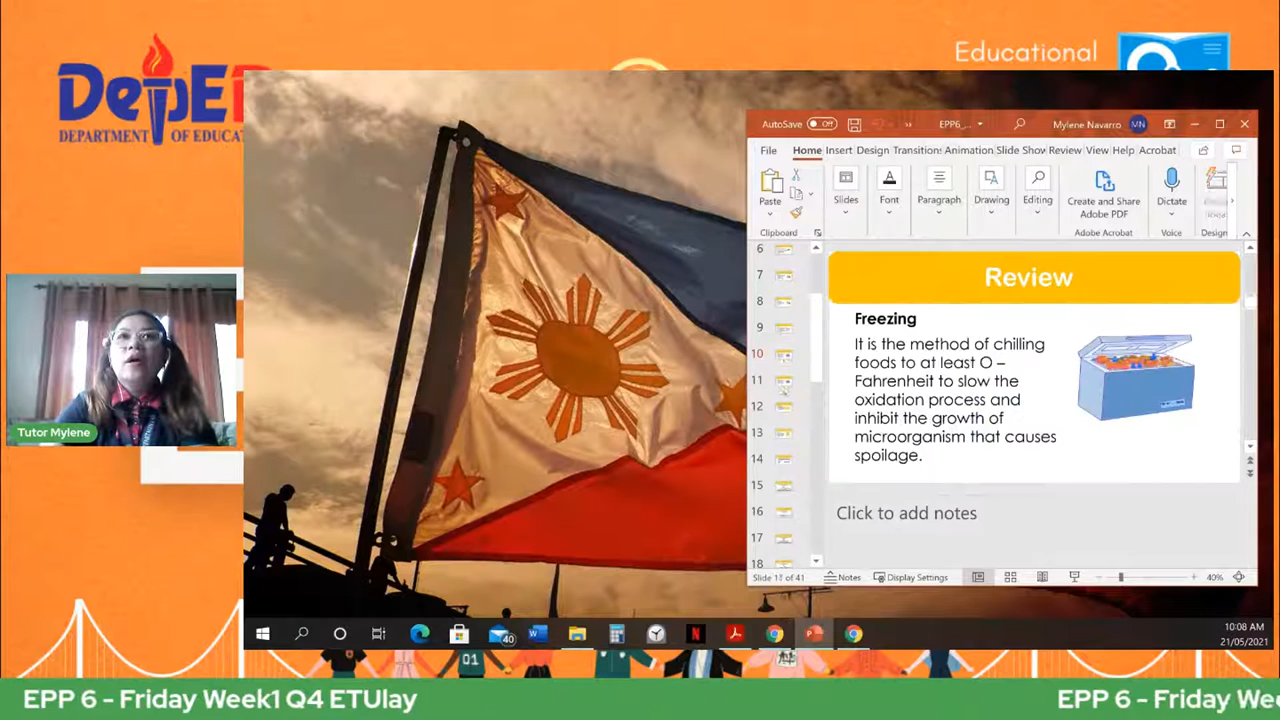 Educational
DepE
DEPARTMENT OF EDUCA
AutoSave Off EPP6_... Mylene Navarro MN
File Home Insert Design Transitions Animation Slide Show Review View Help Acrobat
Paste Slides Font Paragraph Drawing Editing Create and Share Adobe PDF Dictate
Clipboard Adobe Acrobat Voice Design
6
7
8
9
10
11
12
13
14
15
16
17
18
Review
Freezing
It is the method of chilling
foods to at least O –
Fahrenheit to slow the
oxidation process and
inhibit the growth of
microorganism that causes
spoilage.
Click to add notes
Slide 11 of 41 Notes Display Settings 40%
Tutor Mylene
40
10:08 AM
21/05/2021
01
EPP 6 - Friday Week1 Q4 ETUlay
EPP 6 - Friday Wee